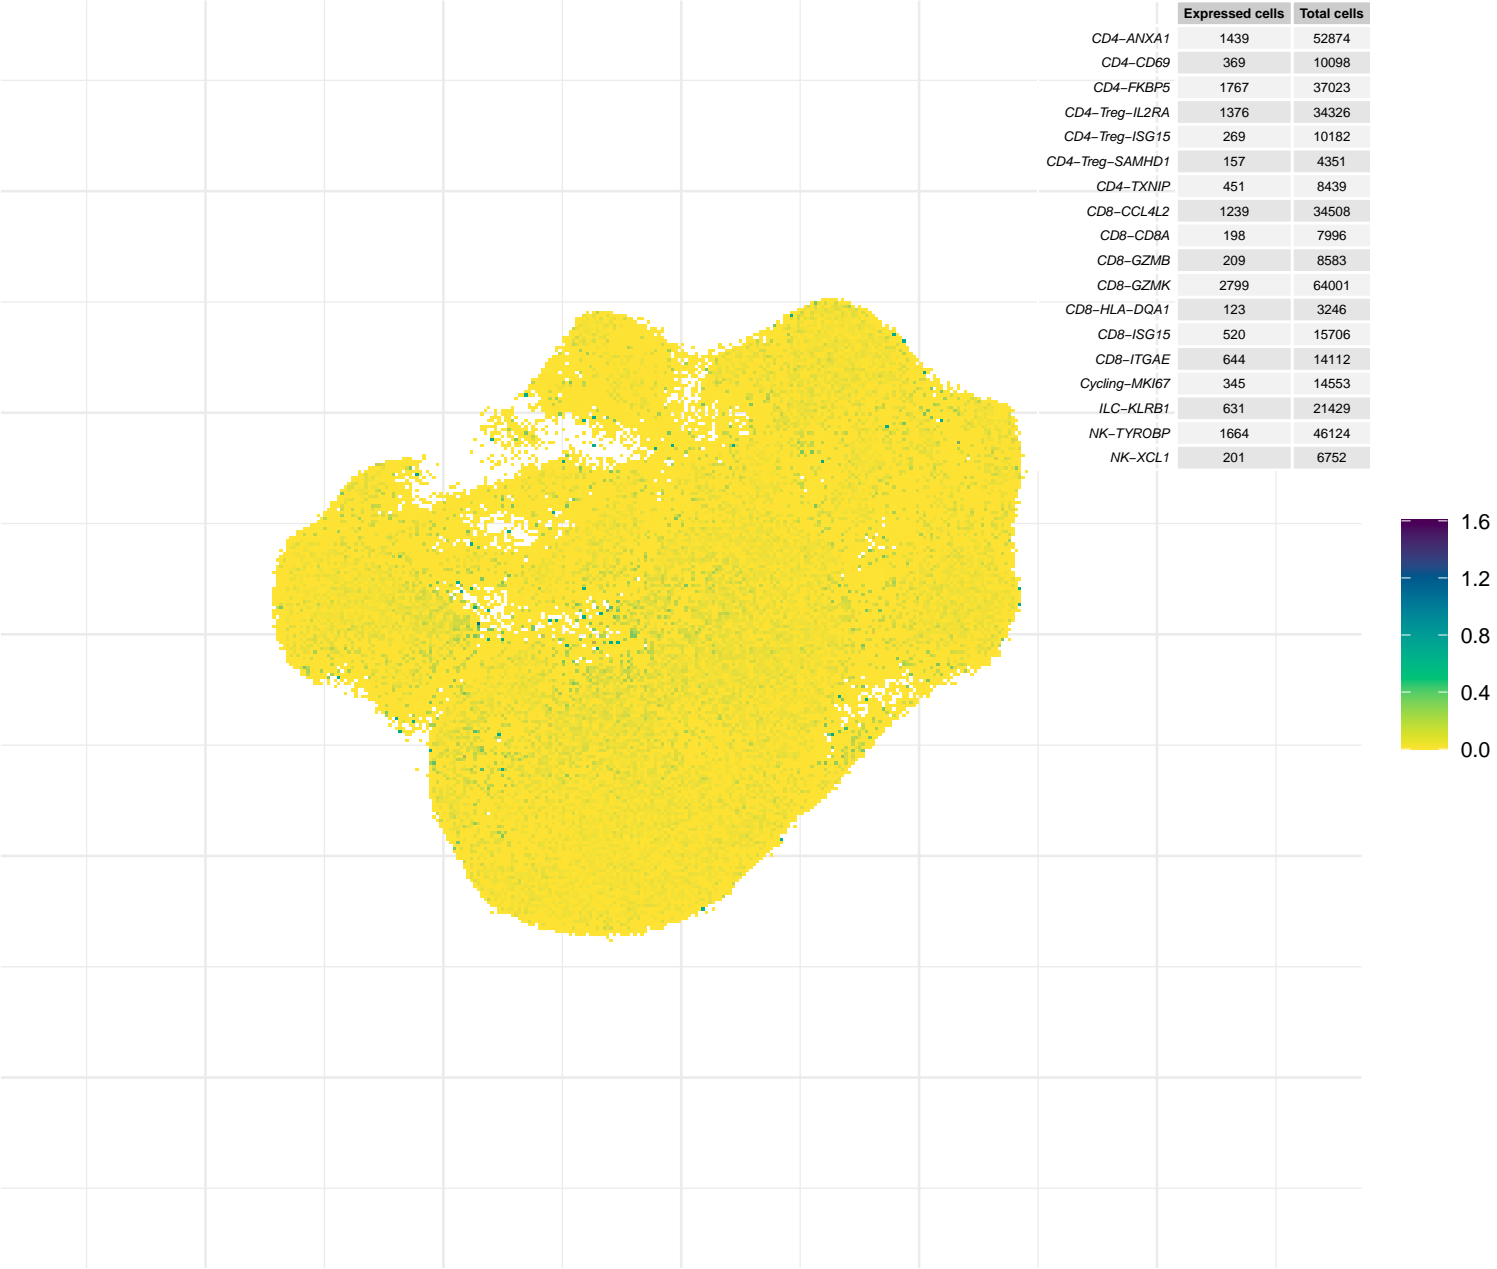 Expressed cells Total cells
CD4−ANXA1 1439 52874
CD4−CD69 369 10098
CD4−FKBP5 1767 37023
CD4−Treg−IL2RA 1376 34326
CD4−Treg−ISG15 269 10182
CD4−Treg−SAMHD1 157 4351
CD4−TXNIP 451 8439
CD8−CCL4L2 1239 34508
CD8−CD8A 198 7996
CD8−GZMB 209 8583
CD8−GZMK 2799 64001
CD8−HLA−DQA1 123 3246
CD8−ISG15 520 15706
CD8−ITGAE 644 14112
Cycling−MKI67 345 14553
ILC−KLRB1 631 21429
NK−TYROBP 1664 46124
NK−XCL1 201 6752
1.6
1.2
0.8
0.4
0.0